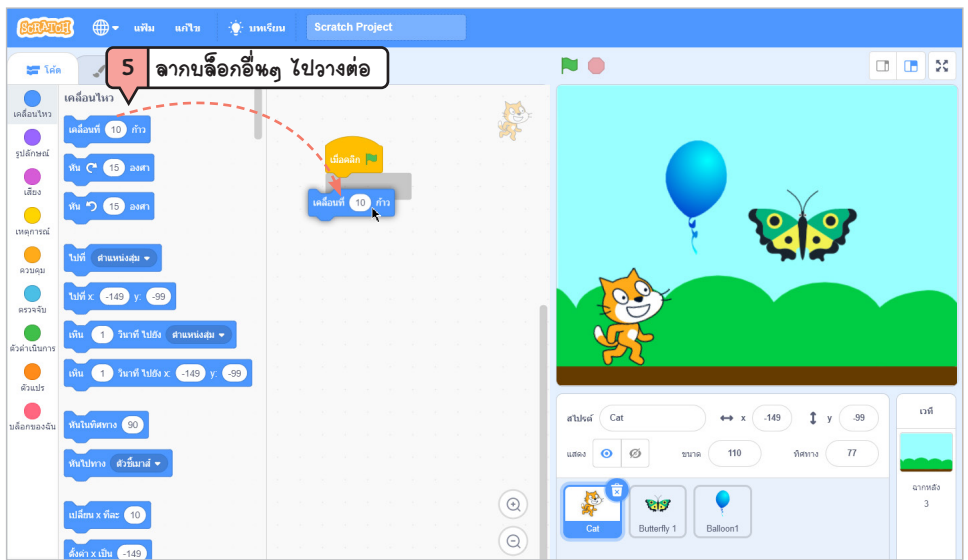 SCRATCH แฟ้ม แก้ไข บทเรียน Scratch Project
โค้ด
5 ลากบล็อกอื่นๆ ไปวางต่อ
เคลื่อนไหว
รูปลักษณ์
เสียง
เหตุการณ์
ควบคุม
ตรวจจับ
ตัวดำเนินการ
ตัวแปร
บล็อกของฉัน
เคลื่อนไหว
เคลื่อนที่ 10 ก้าว
หัน 15 องศา
หัน 15 องศา
ไปที่ ตำแหน่งสุ่ม
ไปที่ x: -149 y: -99
เหิน 1 วินาที ไปยัง ตำแหน่งสุ่ม
เหิน 1 วินาที ไปยัง x: -149 y: -99
หันในทิศทาง 90
หันไปทาง ตัวชี้เมาส์
เปลี่ยน x ทีละ 10
ตั้งค่า x เป็น -149
เมื่อคลิก
เคลื่อนที่ 10 ก้าว
สไปรต์ Cat x -149 y -99
แสดง ขนาด 110 ทิศทาง 77
Cat
Butterfly 1
Balloon1
เวที
ฉากหลัง
3